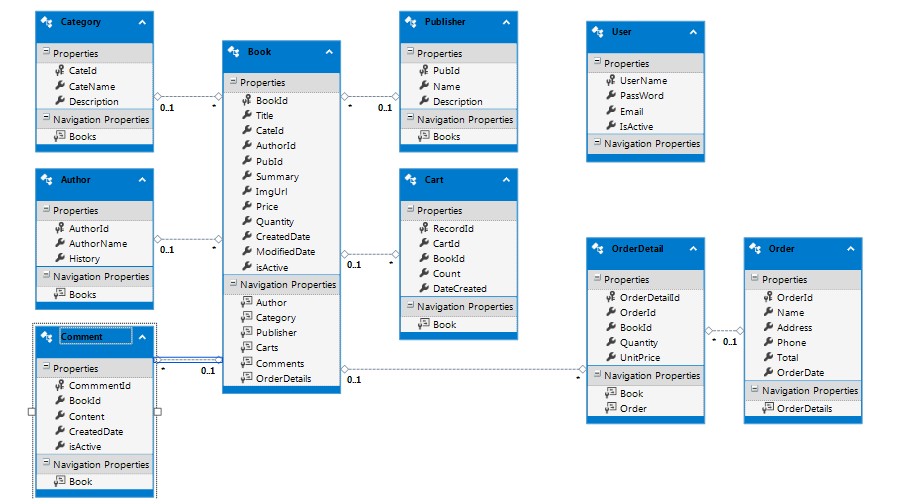 Category
Properties
CateId
CateName
Description
Navigation Properties
Books
0..1
*
Book
Properties
BookId
Title
CateId
AuthorId
PubId
Summary
ImgUrl
Price
Quantity
CreatedDate
ModifiedDate
isActive
Navigation Properties
Author
Category
Publisher
Carts
Comments
OrderDetails
*
0..1
Publisher
Properties
PubId
Name
Description
Navigation Properties
Books
User
Properties
UserName
PassWord
Email
IsActive
Navigation Properties
Author
Properties
AuthorId
AuthorName
History
Navigation Properties
Books
0..1
*
0..1
*
Cart
Properties
RecordId
CartId
BookId
Count
DateCreated
Navigation Properties
Book
Comment
Properties
CommmentId
BookId
Content
CreatedDate
isActive
Navigation Properties
Book
*
0..1
0..1
*
OrderDetail
Properties
OrderDetailId
OrderId
BookId
Quantity
UnitPrice
Navigation Properties
Book
Order
*
0..1
Order
Properties
OrderId
Name
Address
Phone
Total
OrderDate
Navigation Properties
OrderDetails